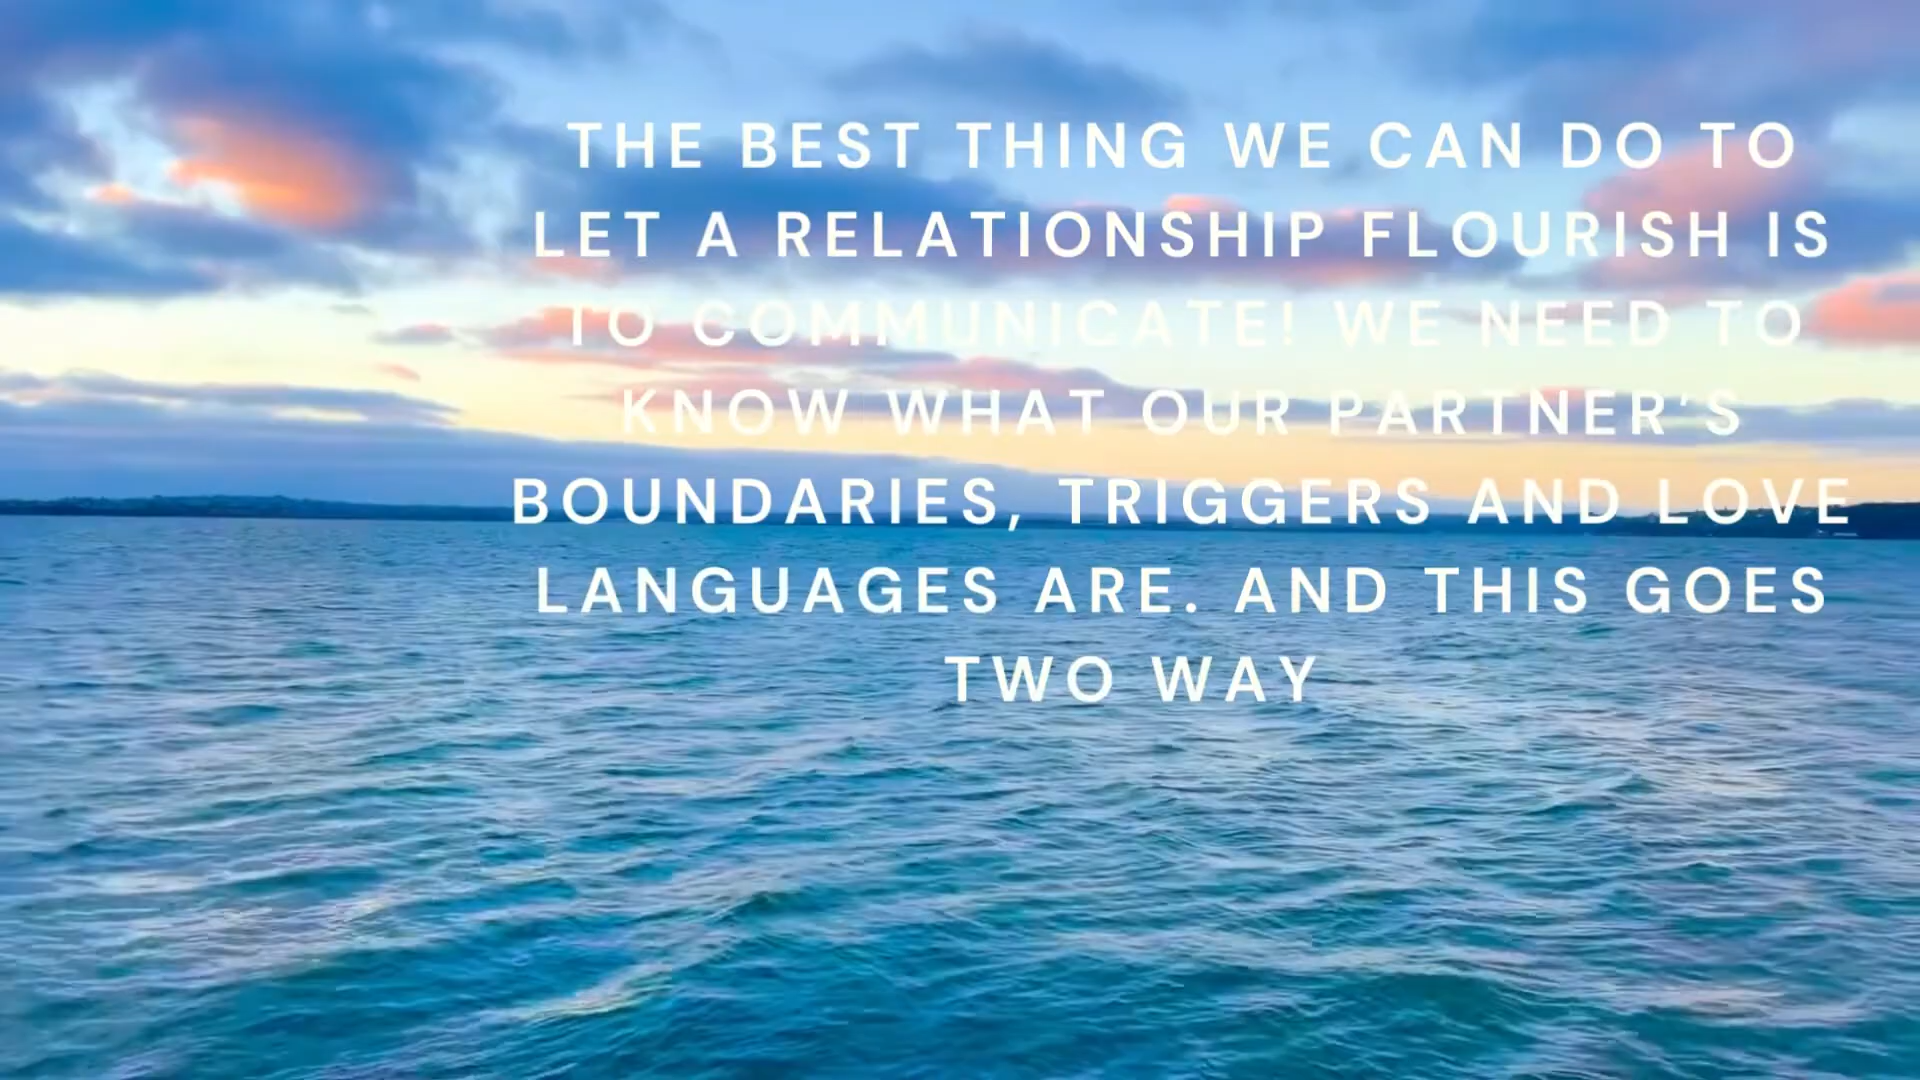 THE BEST THING WE CAN DO TO
LET A RELATIONSHIP FLOURISH IS
TO COMMUNICATE! WE NEED TO
KNOW WHAT OUR PARTNER'S
BOUNDARIES, TRIGGERS AND LOVE
LANGUAGES ARE. AND THIS GOES
TWO WAY